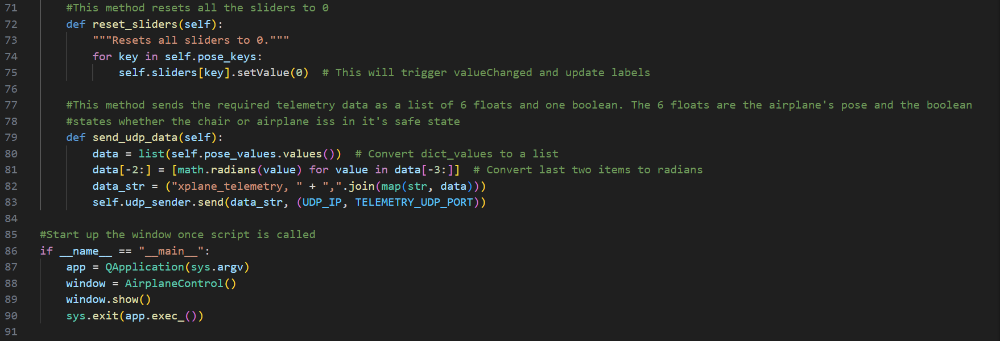 71 #This method resets all the sliders to 0
72 def reset_sliders(self):
73 """Resets all sliders to 0."""
74 for key in self.pose_keys:
75 self.sliders[key].setValue(0)  # This will trigger valueChanged and update labels
76
77 #This method sends the required telemetry data as a list of 6 floats and one boolean. The 6 floats are the airplane's pose and the boolean
78 #states whether the chair or airplane iss in it's safe state
79 def send_udp_data(self):
80 data = list(self.pose_values.values())  # Convert dict_values to a list
81 data[-2:] = [math.radians(value) for value in data[-3:]]  # Convert last two items to radians
82 data_str = ("xplane_telemetry, " + ",".join(map(str, data)))
83 self.udp_sender.send(data_str, (UDP_IP, TELEMETRY_UDP_PORT))
84
85 #Start up the window once script is called
86 if __name__ == "__main__":
87 app = QApplication(sys.argv)
88 window = AirplaneControl()
89 window.show()
90 sys.exit(app.exec_())
91